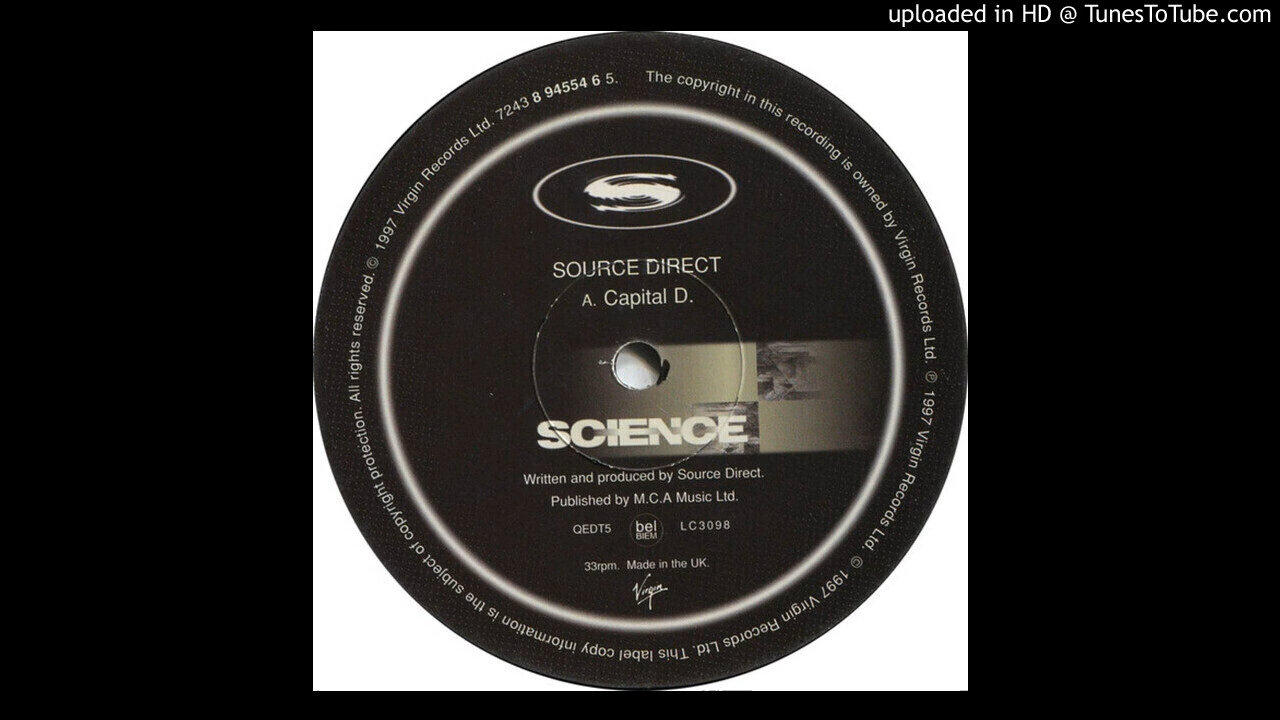 uploaded in HD @ TunesToTube.com
7243 8 94554 6 5. The copyright in this recording is owned by Virgin Records Ltd. ℗ 1997 Virgin Records Ltd. © 1997 Virgin Records Ltd. This label copy information is the subject of copyright protection. All rights reserved. © 1997 Virgin Records Ltd.
SOURCE DIRECT
A. Capital D.
SCIENCE
Written and produced by Source Direct.
Published by M.C.A Music Ltd.
QEDT5 bel BIEM LC3098
33rpm. Made in the UK.
Virgin